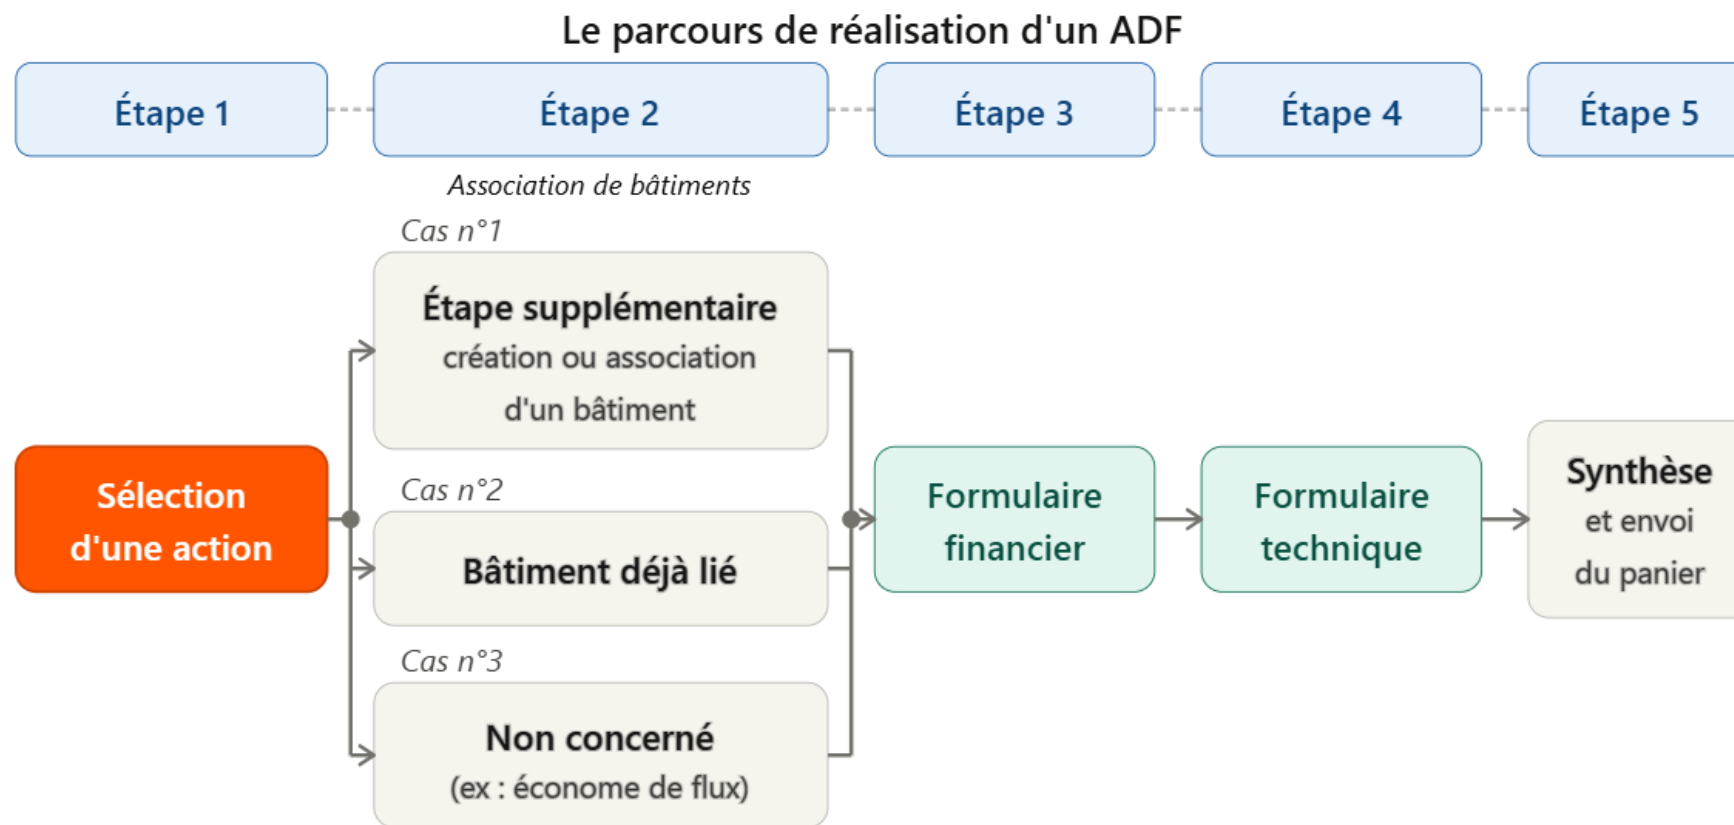 Le parcours de réalisation d'un ADF
Étape 1
Étape 2
Étape 3
Étape 4
Étape 5
Association de bâtiments
Cas n°1
Étape supplémentaire
création ou association
d'un bâtiment
Sélection
d'une action
Cas n°2
Bâtiment déjà lié
Cas n°3
Non concerné
(ex : économe de flux)
Formulaire
financier
Formulaire
technique
Synthèse
et envoi
du panier